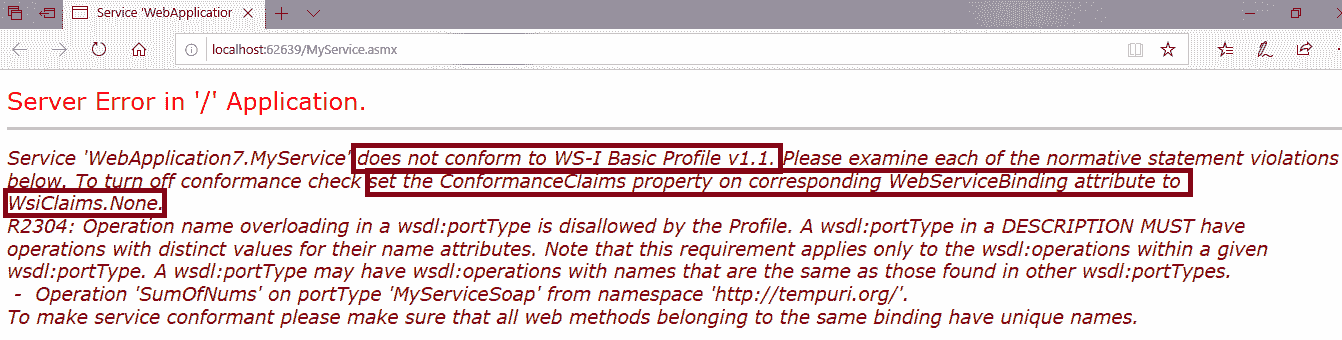 Service 'WebApplicatior
localhost:62639/MyService.asmx
Server Error in '/' Application.
Service 'WebApplication7.MyService' does not conform to WS-I Basic Profile v1.1. Please examine each of the normative statement violations
below. To turn off conformance check set the ConformanceClaims property on corresponding WebServiceBinding attribute to
WsiClaims.None.
R2304: Operation name overloading in a wsdl:portType is disallowed by the Profile. A wsdl:portType in a DESCRIPTION MUST have
operations with distinct values for their name attributes. Note that this requirement applies only to the wsdl:operations within a given
wsdl:portType. A wsdl:portType may have wsdl:operations with names that are the same as those found in other wsdl:portTypes.
- Operation 'SumOfNums' on portType 'MyServiceSoap' from namespace 'http://tempuri.org/'.
To make service conformant please make sure that all web methods belonging to the same binding have unique names.